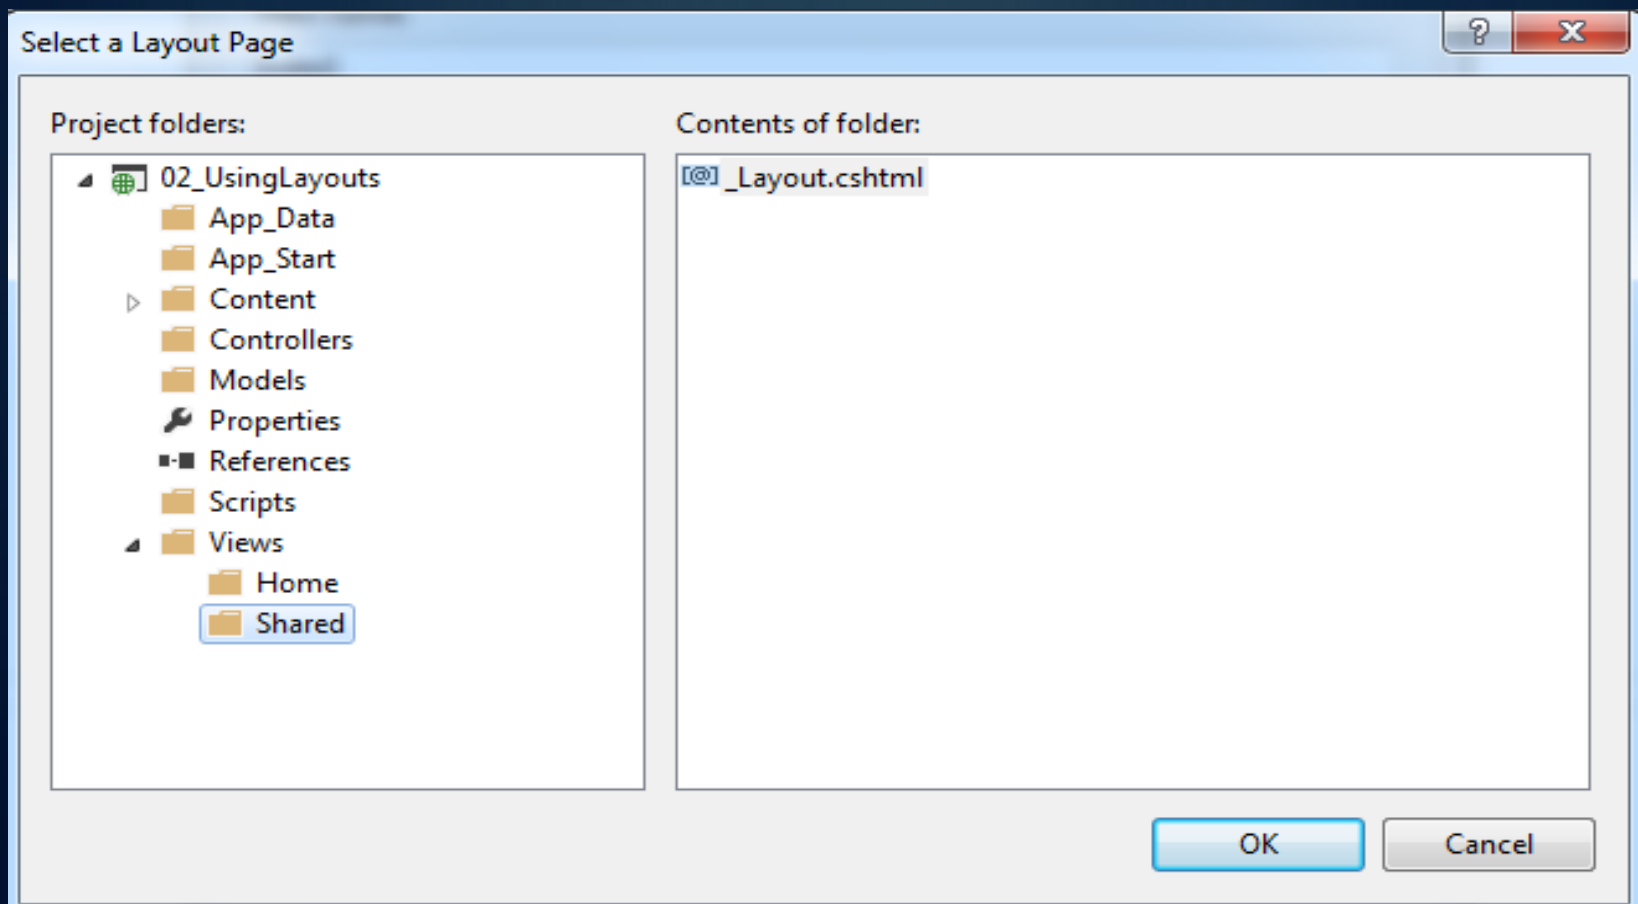 Select a Layout Page
?
Project folders:
02_UsingLayouts
App_Data
App_Start
Content
Controllers
Models
Properties
References
Scripts
Views
Home
Shared
Contents of folder:
[@] _Layout.cshtml
OK
Cancel